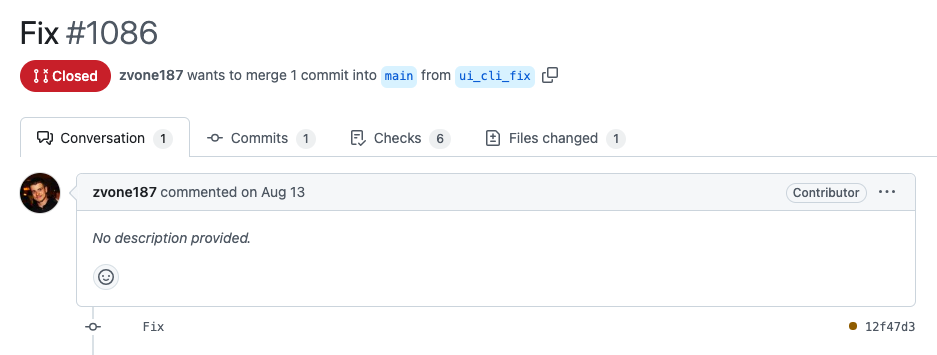 Fix #1086
Closed zvone187 wants to merge 1 commit into main from ui_cli_fix
Conversation 1 Commits 1 Checks 6 Files changed 1
zvone187 commented on Aug 13 Contributor
No description provided.
Fix 12f47d3